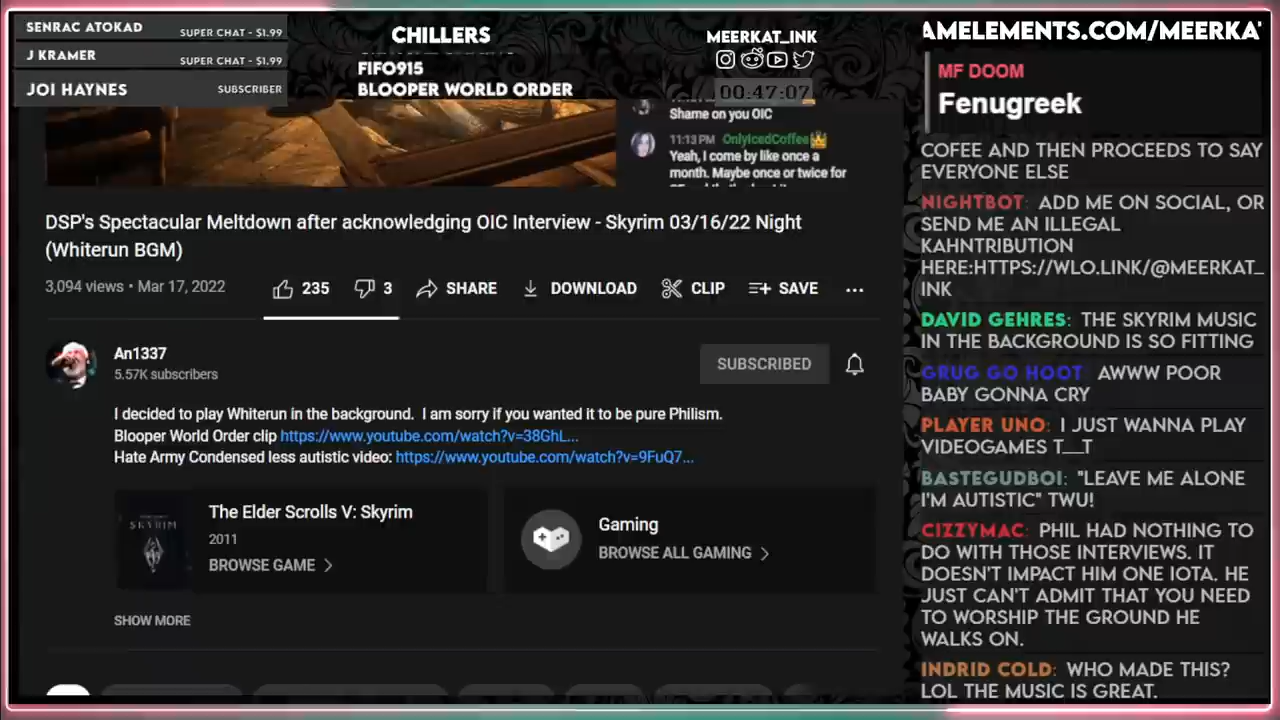 SENRAC ATOKAD SUPER CHAT - $1.99
J KRAMER SUPER CHAT - $1.99
JOI HAYNES SUBSCRIBER
CHILLERS
FIFO915
BLOOPER WORLD ORDER
MEERKAT_INK
00:47:07
Shame on you OIC
11:13 PM OnlyIcedCoffee
Yeah, I come by like once a
month. Maybe once or twice for
DSP's Spectacular Meltdown after acknowledging OIC Interview - Skyrim 03/16/22 Night
(Whiterun BGM)
3,094 views • Mar 17, 2022
235
3
SHARE
DOWNLOAD
CLIP
SAVE
...
An1337
5.57K subscribers
SUBSCRIBED
I decided to play Whiterun in the background. I am sorry if you wanted it to be pure Philism.
Blooper World Order clip https://www.youtube.com/watch?v=38GhL...
Hate Army Condensed less autistic video: https://www.youtube.com/watch?v=9FuQ7...
SKYRIM
The Elder Scrolls V: Skyrim
2011
BROWSE GAME
Gaming
BROWSE ALL GAMING
SHOW MORE
AMELEMENTS.COM/MEERKA
MF DOOM
Fenugreek
COFEE AND THEN PROCEEDS TO SAY
EVERYONE ELSE
NIGHTBOT: ADD ME ON SOCIAL, OR
SEND ME AN ILLEGAL
KAHNTRIBUTION
HERE:HTTPS://WLO.LINK/@MEERKAT_
INK
DAVID GEHRES: THE SKYRIM MUSIC
IN THE BACKGROUND IS SO FITTING
GRUG GO HOOT: AWWW POOR
BABY GONNA CRY
PLAYER UNO: I JUST WANNA PLAY
VIDEOGAMES T__T
BASTEGUDBOI: "LEAVE ME ALONE
I'M AUTISTIC" TWU!
CIZZYMAC: PHIL HAD NOTHING TO
DO WITH THOSE INTERVIEWS. IT
DOESN'T IMPACT HIM ONE IOTA. HE
JUST CAN'T ADMIT THAT YOU NEED
TO WORSHIP THE GROUND HE
WALKS ON.
INDRID COLD: WHO MADE THIS?
LOL THE MUSIC IS GREAT.